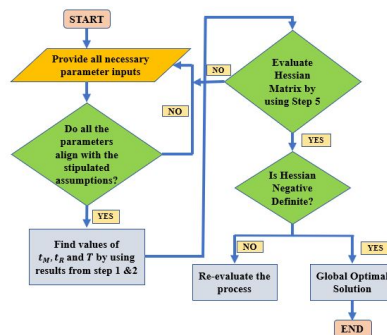 START
Provide all necessary
parameter inputs
NO
Do all the
parameters
align with the
stipulated
assumptions?
YES
Find values of
t_M, t_R and T by using
results from step 1 &2
NO
Evaluate
Hessian
Matrix by
using Step 5
YES
Is Hessian
Negative
Definite?
NO
YES
Re-evaluate the
process
Global Optimal
Solution
END